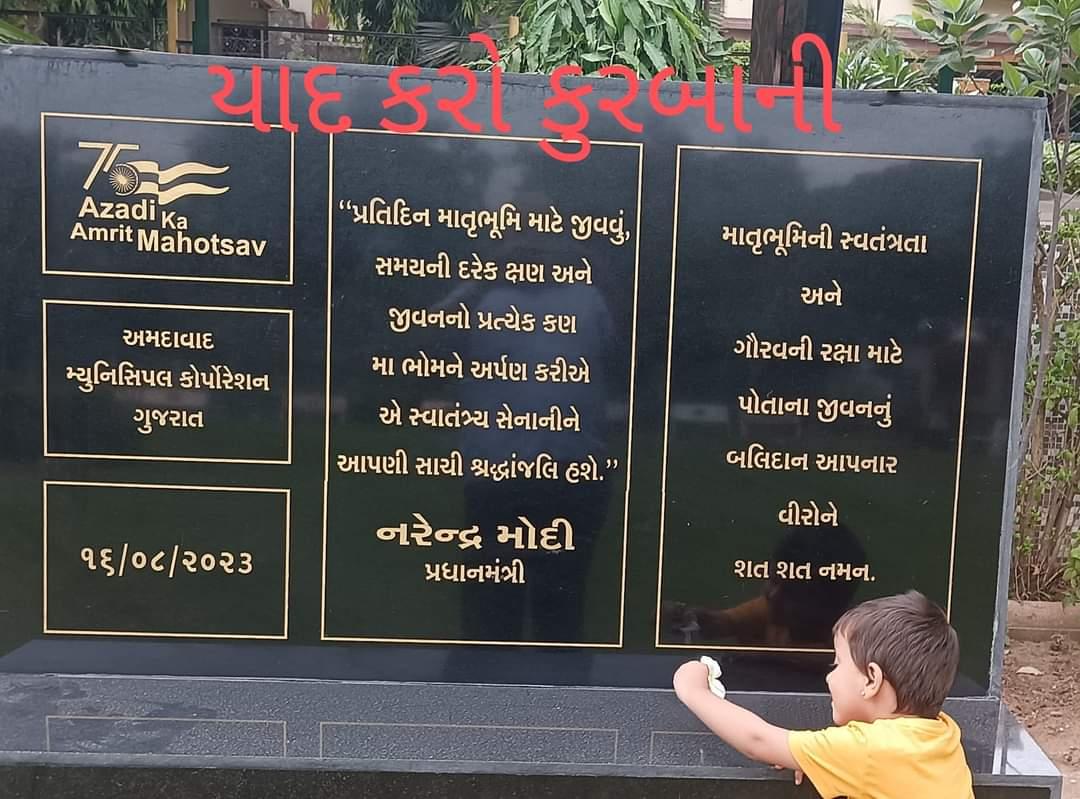 યાદ કરો કુરબાની
75
Azadi Ka
Amrit Mahotsav
અમદાવાદ
મ્યુનિસિપલ કોર્પોરેશન
ગુજરાત
૧૬/૦૮/૨૦૨૩
“પ્રતિદિન માતૃભૂમિ માટે જીવવું,
સમયની દરેક ક્ષણ અને
જીવનનો પ્રત્યેક કણ
મા ભોમને અર્પણ કરીએ
એ સ્વાતંત્ર્ય સેનાનીને
આપણી સાચી શ્રદ્ધાંજલિ હશે.”
નરેન્દ્ર મોદી
પ્રધાનમંત્રી
માતૃભૂમિની સ્વતંત્રતા
અને
ગૌરવની રક્ષા માટે
પોતાના જીવનનું
બલિદાન આપનાર
વીરોને
શત શત નમન.